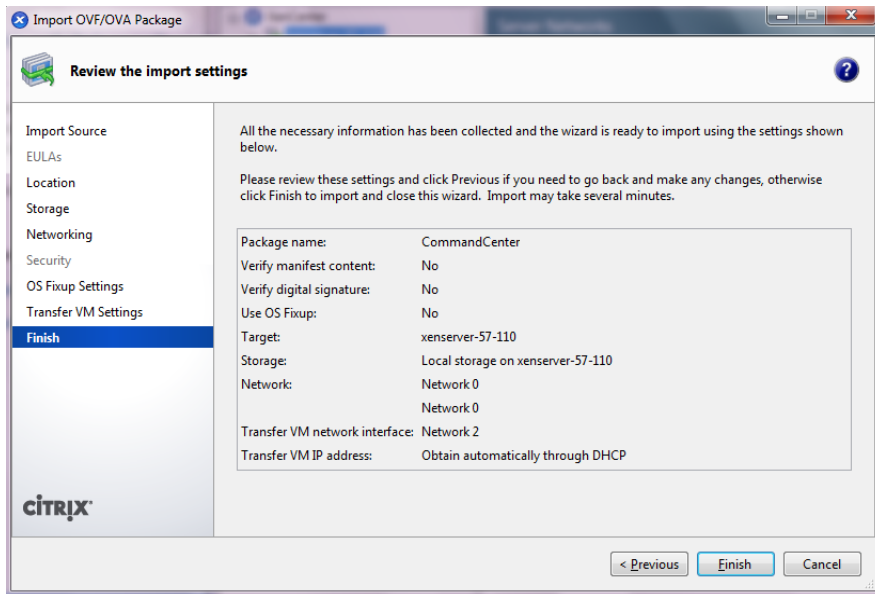 Import OVF/OVA Package
Review the import settings
Import Source
EULAs
Location
Storage
Networking
Security
OS Fixup Settings
Transfer VM Settings
Finish
All the necessary information has been collected and the wizard is ready to import using the settings shown
below.
Please review these settings and click Previous if you need to go back and make any changes, otherwise
click Finish to import and close this wizard. Import may take several minutes.
Package name: CommandCenter
Verify manifest content: No
Verify digital signature: No
Use OS Fixup: No
Target: xenserver-57-110
Storage: Local storage on xenserver-57-110
Network: Network 0
Network 0
Transfer VM network interface: Network 2
Transfer VM IP address: Obtain automatically through DHCP
CITRIX
< Previous
Finish
Cancel